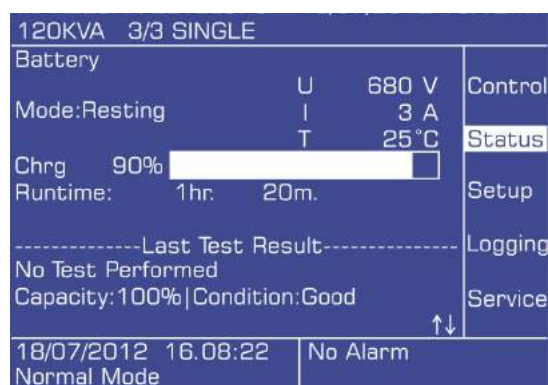 120KVA 3/3 SINGLE
Battery
U 680 V
Mode:Resting I 3 A
T 25°C
Chrg 90%
Runtime: 1hr. 20m.
--------------Last Test Result---------------
No Test Performed
Capacity:100%|Condition:Good
↑↓
Control
Status
Setup
Logging
Service
18/07/2012 16.08:22
Normal Mode
No Alarm